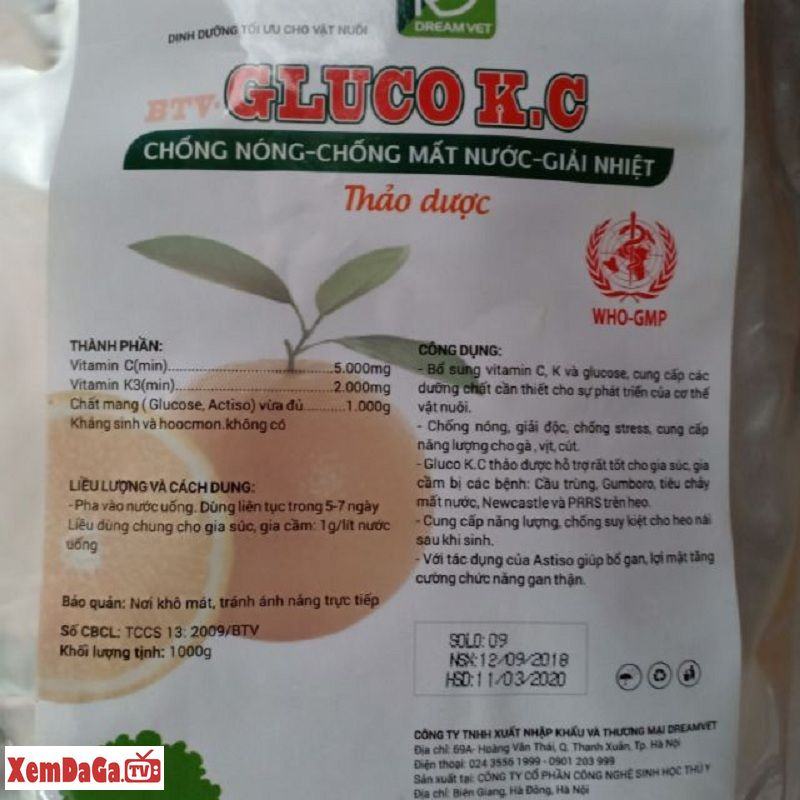 DINH DƯỠNG TỐI ƯU CHO VẬT NUÔI
DREAMVET
BTV-GLUCO K.C
CHỐNG NÓNG-CHỐNG MẤT NƯỚC-GIẢI NHIỆT
Thảo dược
WHO-GMP
THÀNH PHẦN:
Vitamin C(min)..........................5.000mg
Vitamin K3(min)........................2.000mg
Chất mang ( Glucose, Actiso) vừa đủ............1.000g
Kháng sinh và hoocmon.không có
LIỀU LƯỢNG VÀ CÁCH DUNG:
-Pha vào nước uống. Dùng liên tục trong 5-7 ngày
Liều dùng chung cho gia súc, gia cầm: 1g/lít nước
uống
Bảo quản: Nơi khô mát, tránh ánh nắng trực tiếp
Số CBCL: TCCS 13: 2009/BTV
Khối lượng tịnh: 1000g
CÔNG DỤNG:
- Bổ sung vitamin C, K và glucose, cung cấp các
dưỡng chất cần thiết cho sự phát triển của cơ thể
vật nuôi.
- Chống nóng, giải độc, chống stress, cung cấp
năng lượng cho gà , vịt, cút.
- Gluco K.C thảo dược hỗ trợ rất tốt cho gia súc, gia
cầm bị các bệnh: Cầu trùng, Gumboro, tiêu chảy
mất nước, Newcastle và PRRS trên heo.
- Cung cấp năng lượng, chống suy kiệt cho heo nái
sau khi sinh.
- Với tác dụng của Astiso giúp bổ gan, lợi mật tăng
cường chức năng gan thận.
SOLO: 09
NSX: 12/09/2018
HSD: 11/03/2020
CÔNG TY TNHH XUẤT NHẬP KHẨU VÀ THƯƠNG MẠI DREAMVET
Địa chỉ: 69A- Hoàng Văn Thái, Q. Thanh Xuân, Tp. Hà Nội
Điện thoại: 024 3556 1999 - 0901 203 999
Sản xuất tại: CÔNG TY CỔ PHẦN CÔNG NGHỆ SINH HỌC THÚ Y
Địa chỉ: Biên Giang, Hà Đông, Hà Nội
XemDaGa.TV